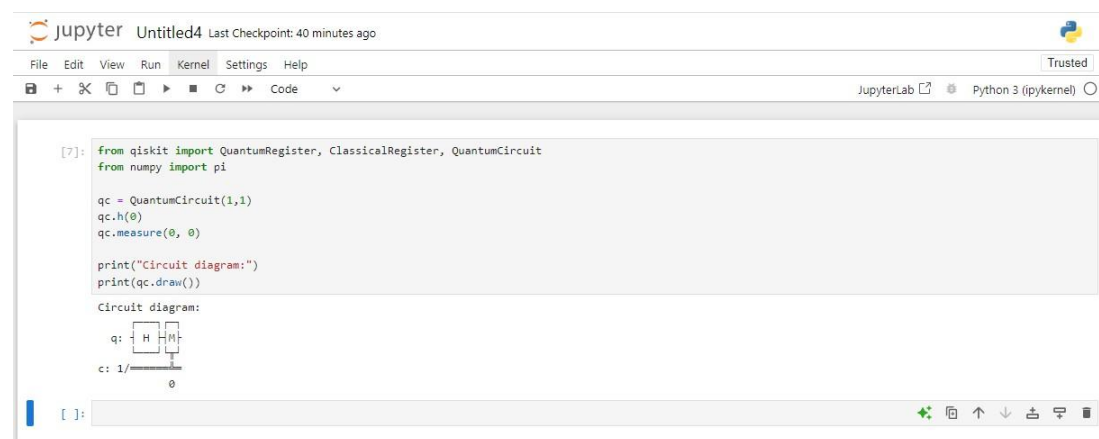 jupyter Untitled4 Last Checkpoint: 40 minutes ago
File Edit View Run Kernel Settings Help Trusted
Code JupyterLab Python 3 (ipykernel)
[7]: from qiskit import QuantumRegister, ClassicalRegister, QuantumCircuit
from numpy import pi
qc = QuantumCircuit(1,1)
qc.h(0)
qc.measure(0, 0)
print("Circuit diagram:")
print(qc.draw())
Circuit diagram:
q: H M
c: 1/
0
[ ]: